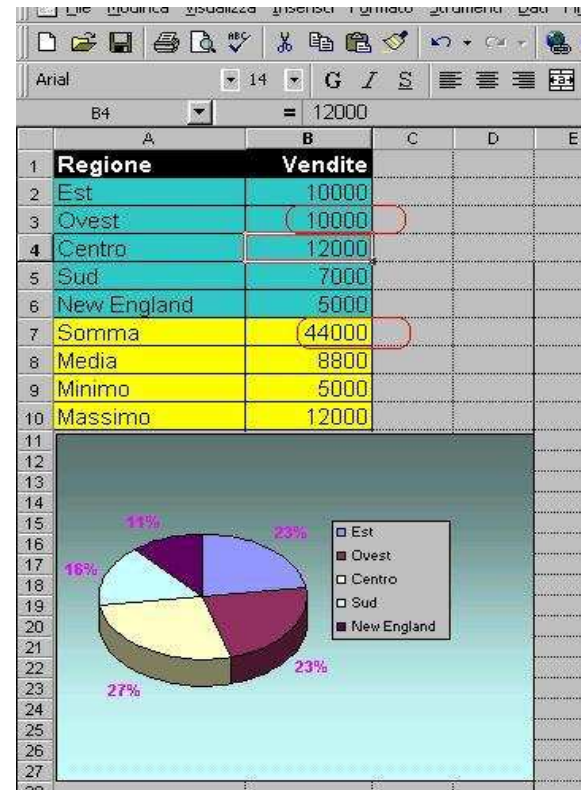 File Modifica Visualizza Inserisci Formato Strumenti Dati
ABC
Arial 14 G I S
B4 = 12000
A B C D E
1 Regione Vendite
2 Est 10000
3 Ovest 10000
4 Centro 12000
5 Sud 7000
6 New England 5000
7 Somma 44000
8 Media 8800
9 Minimo 5000
10 Massimo 12000
11
12
13
14
15 11% 23% Est
16 Ovest
17 16%
18 Centro
19 Sud
20 New England
21
22 23%
23 27%
24
25
26
27